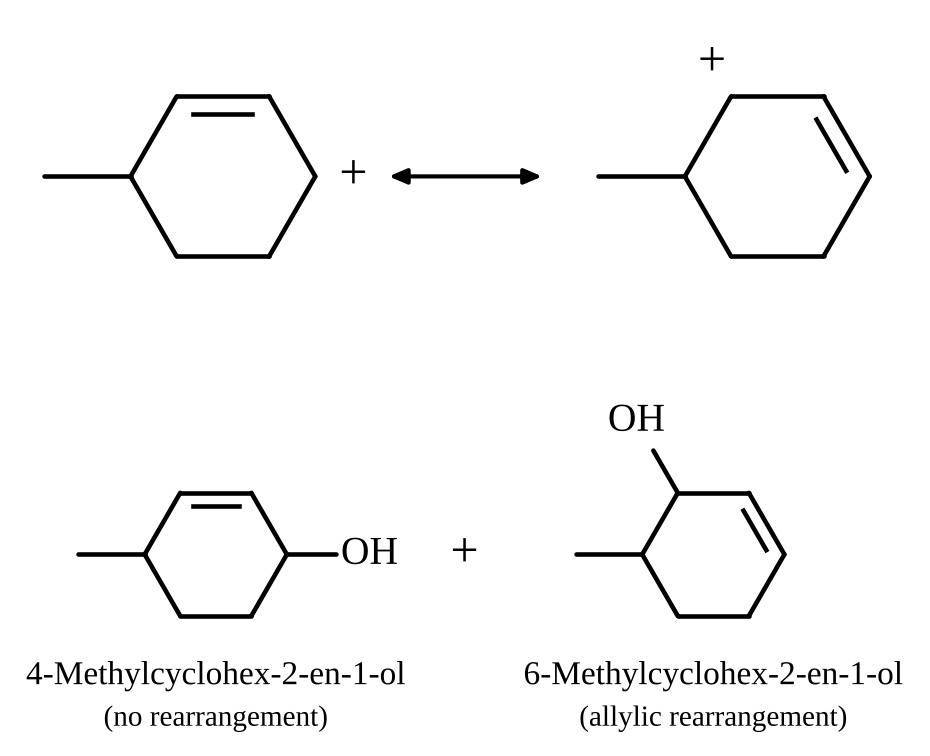 +
+
OH
OH
+
4-Methylcyclohex-2-en-1-ol
6-Methylcyclohex-2-en-1-ol
(no rearrangement)
(allylic rearrangement)